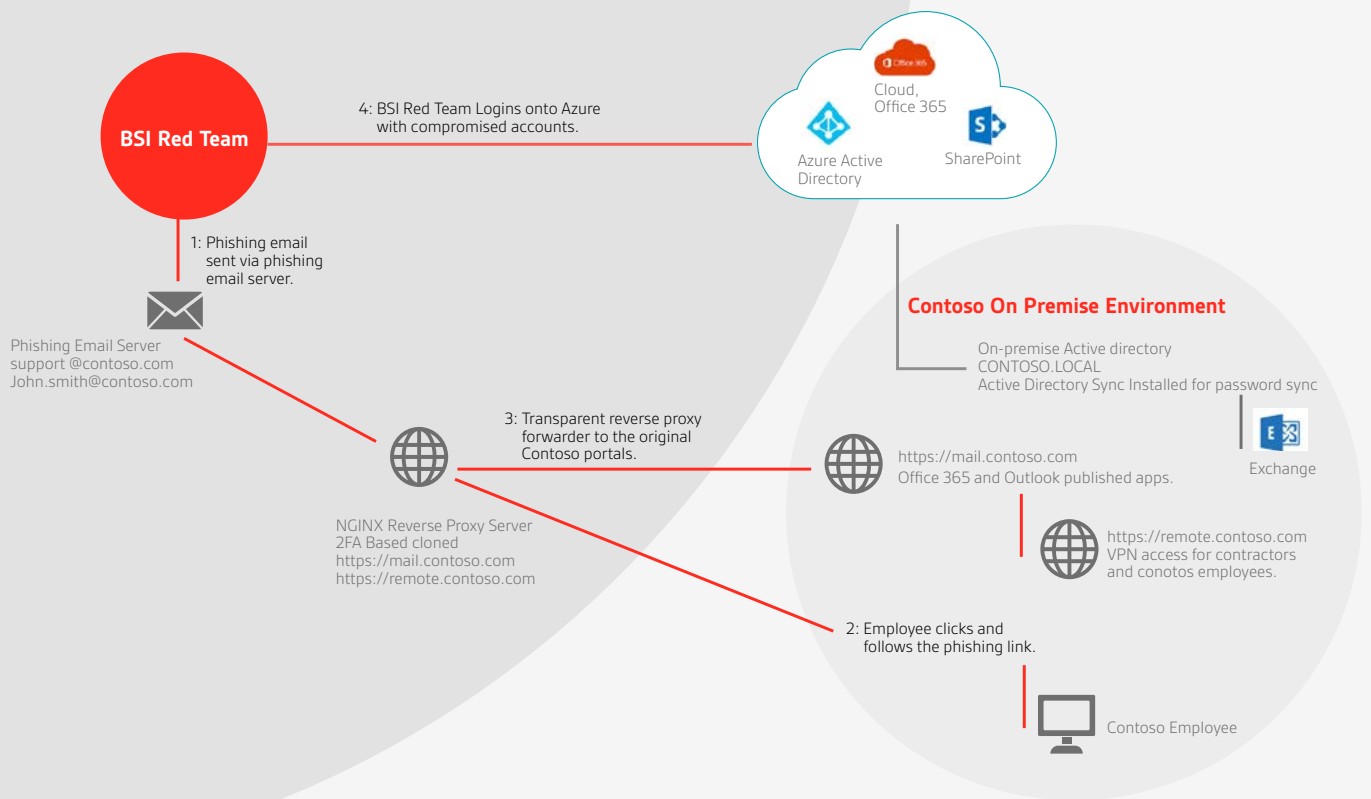 BSI Red Team
4: BSI Red Team Logins onto Azure
with compromised accounts.
Office 365
Cloud,
Office 365
Azure Active
Directory
S
SharePoint
1: Phishing email
sent via phishing
email server.
Phishing Email Server
support @contoso.com
John.smith@contoso.com
Contoso On Premise Environment
On-premise Active directory
CONTOSO.LOCAL
Active Directory Sync Installed for password sync
E
Exchange
3: Transparent reverse proxy
forwarder to the original
Contoso portals.
https://mail.contoso.com
Office 365 and Outlook published apps.
NGINX Reverse Proxy Server
2FA Based cloned
https://mail.contoso.com
https://remote.contoso.com
https://remote.contoso.com
VPN access for contractors
and conotos employees.
2: Employee clicks and
follows the phishing link.
Contoso Employee